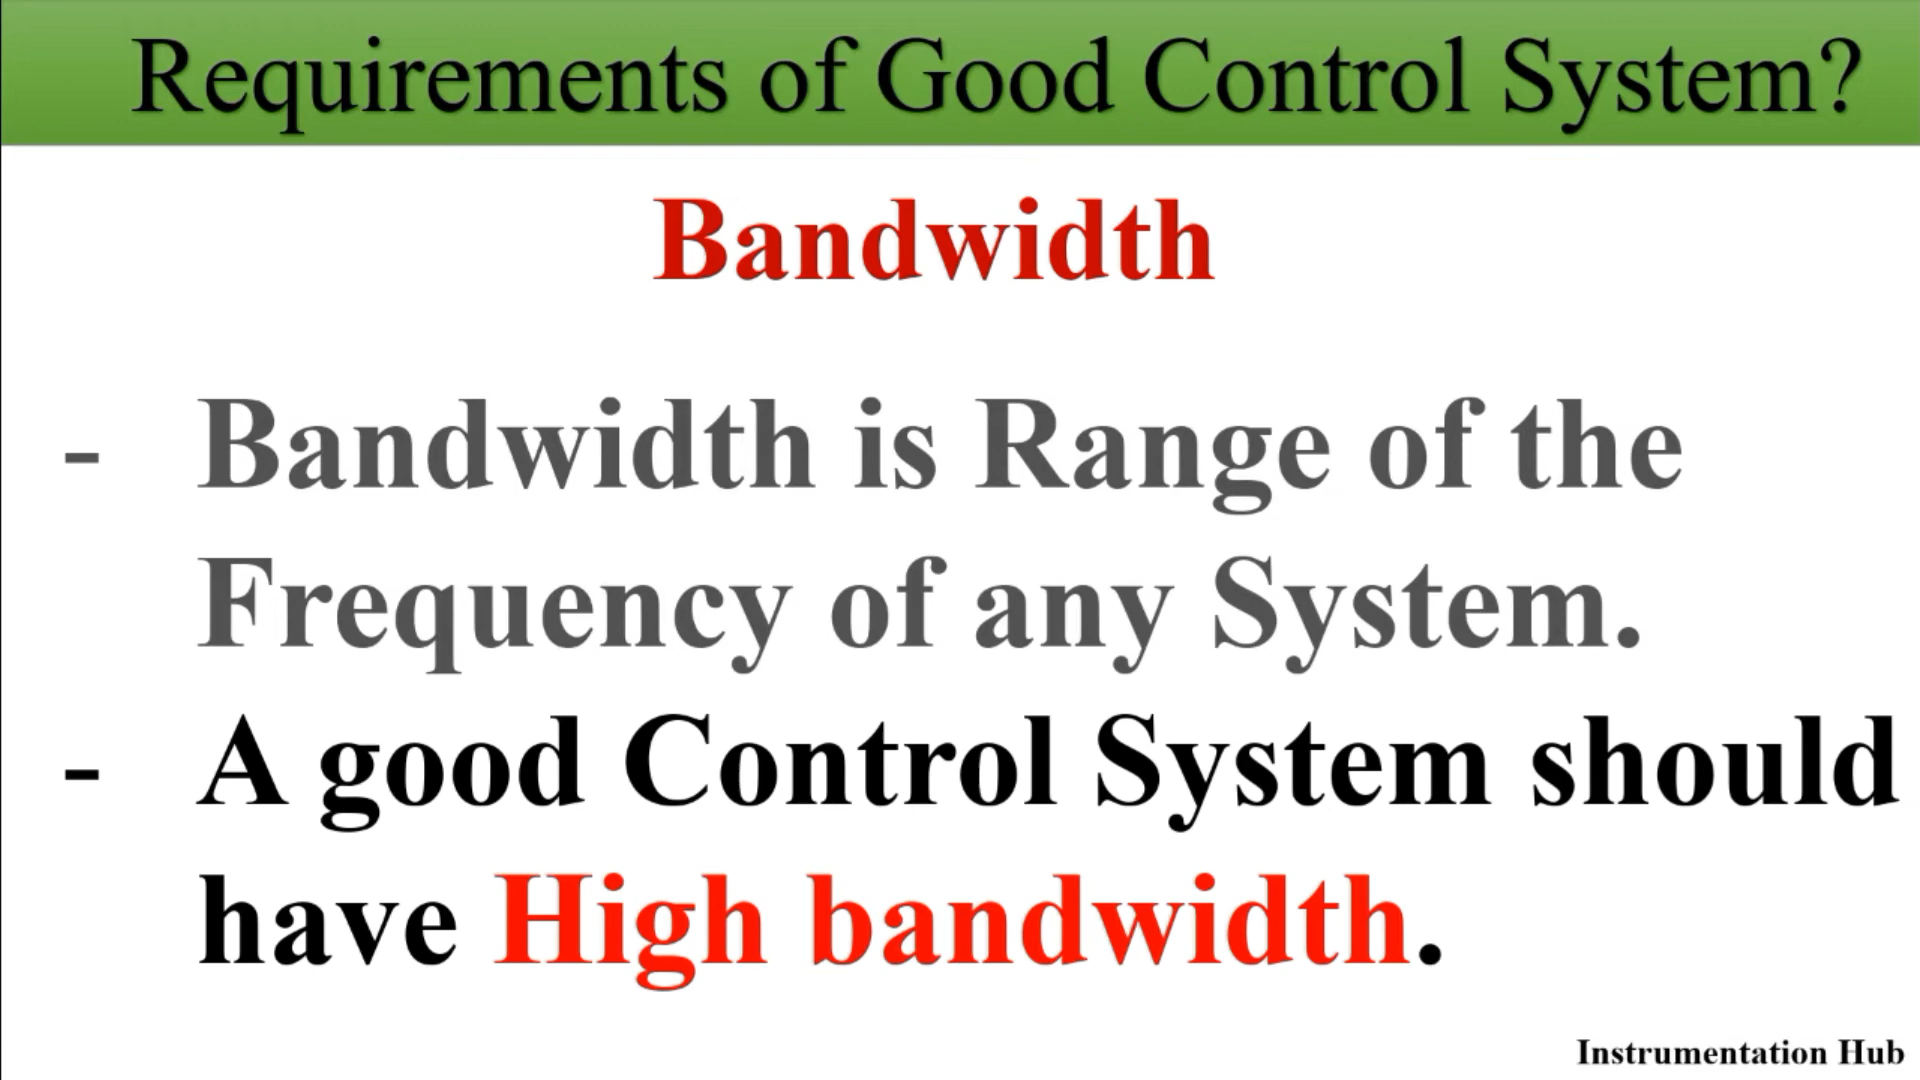 Requirements of Good Control System?
Bandwidth
- Bandwidth is Range of the
Frequency of any System.
- A good Control System should
have High bandwidth.
Instrumentation Hub